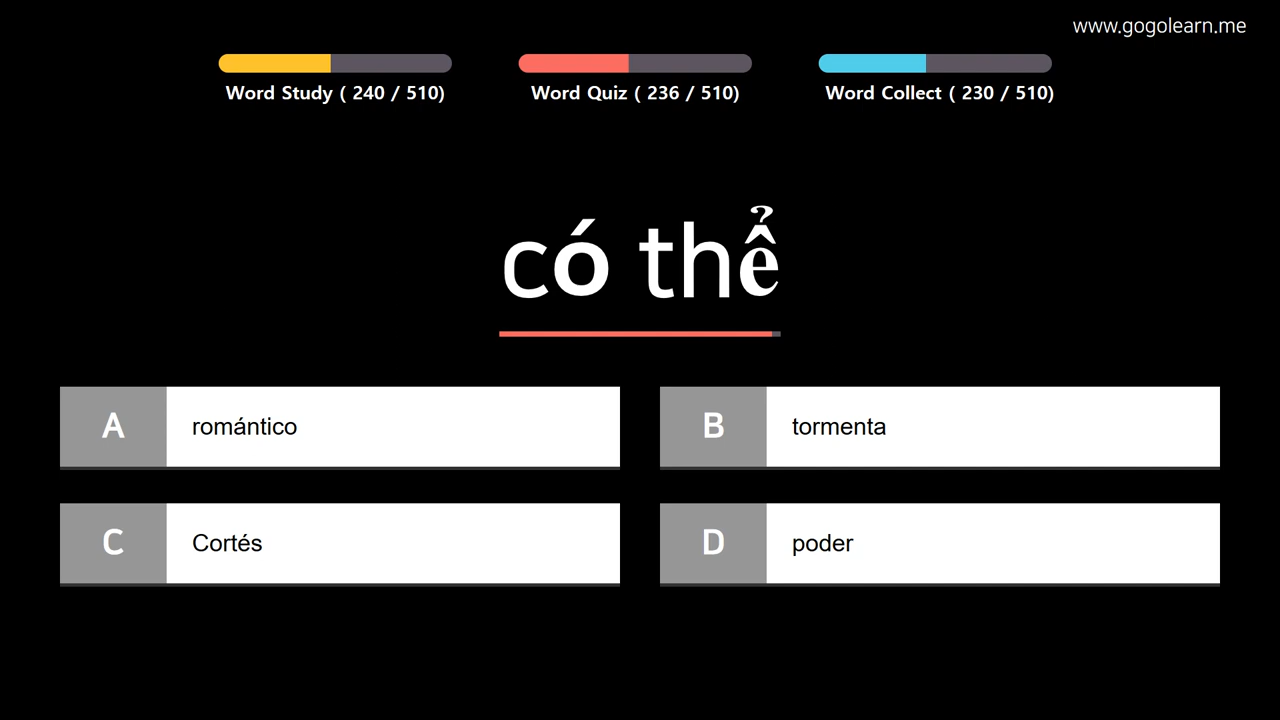 www.gogolearn.me
Word Study ( 240 / 510)
Word Quiz ( 236 / 510)
Word Collect ( 230 / 510)
có thể
A romántico
B tormenta
C Cortés
D poder